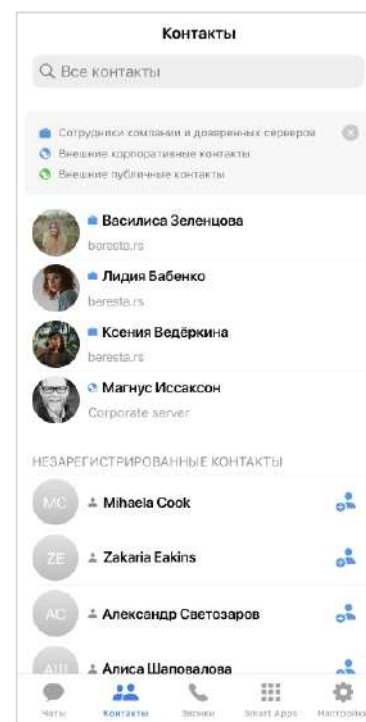 Контакты
Все контакты
Сотрудники компании и доверенных серверов
Внешние корпоративные контакты
Внешние публичные контакты
Василиса Зеленцова
beresta.rs
Лидия Бабенко
beresta.rs
Ксения Ведёркина
beresta.rs
Магнус Иссаксон
Corporate server
НЕЗАРЕГИСТРИРОВАННЫЕ КОНТАКТЫ
MC Mihaela Cook
ZE Zakaria Eakins
АС Александр Светозаров
АШ Алиса Шаповалова
Чаты Контакты Звонки Smart Apps Настройки